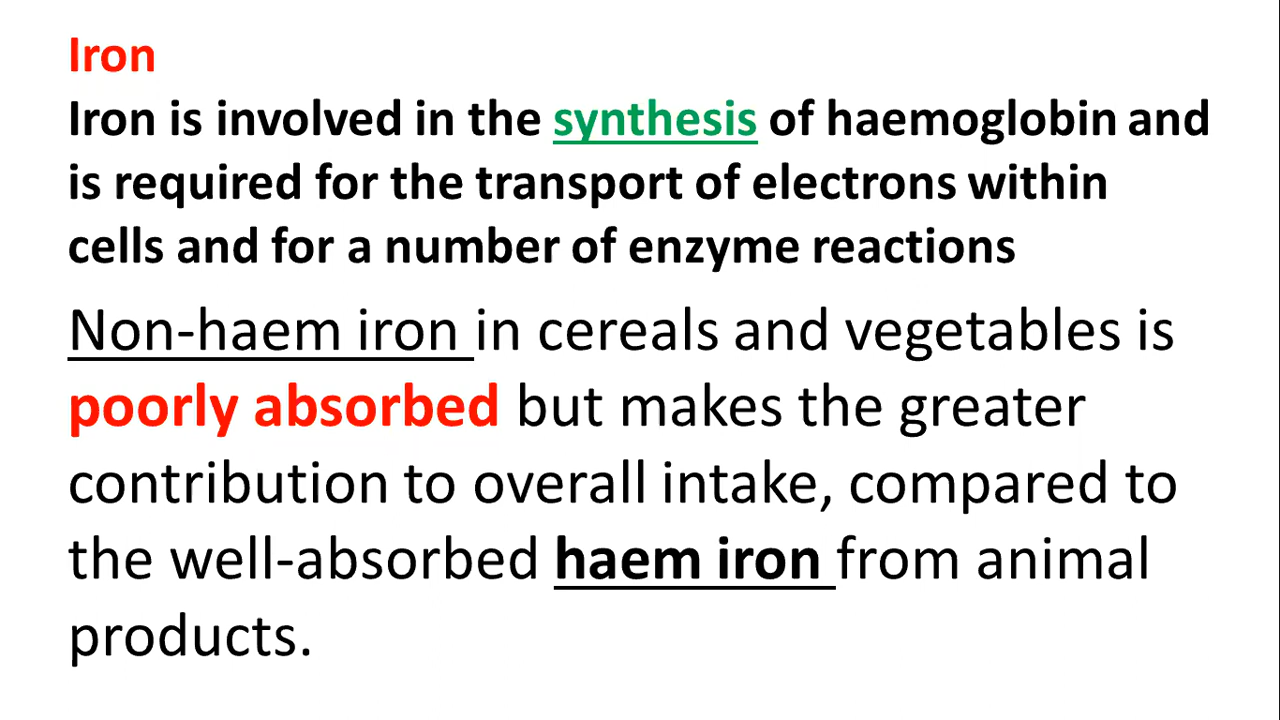 Iron
Iron is involved in the synthesis of haemoglobin and
is required for the transport of electrons within
cells and for a number of enzyme reactions
Non-haem iron in cereals and vegetables is
poorly absorbed but makes the greater
contribution to overall intake, compared to
the well-absorbed haem iron from animal
products.